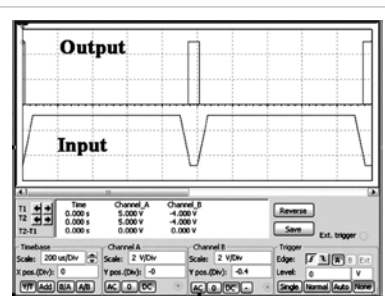 Output
Input
Time Channel_A Channel_B
T1 0.000 s 5.000 V -4.000 V
T2 0.000 s 5.000 V -4.000 V
T2-T1 0.000 s 0.000 V 0.000 V
Reverse
Save
Ext. trigger
Timebase
Scale: 200 us/Div
X pos.(Div): 0
Y/T Add B/A A/B
Channel A
Scale: 2 V/Div
Y pos.(Div): -0
AC 0 DC
Channel B
Scale: 2 V/Div
Y pos.(Div): -0.4
AC 0 DC -
Trigger
Edge: A B Ext
Level: 0 V
Single Normal Auto None